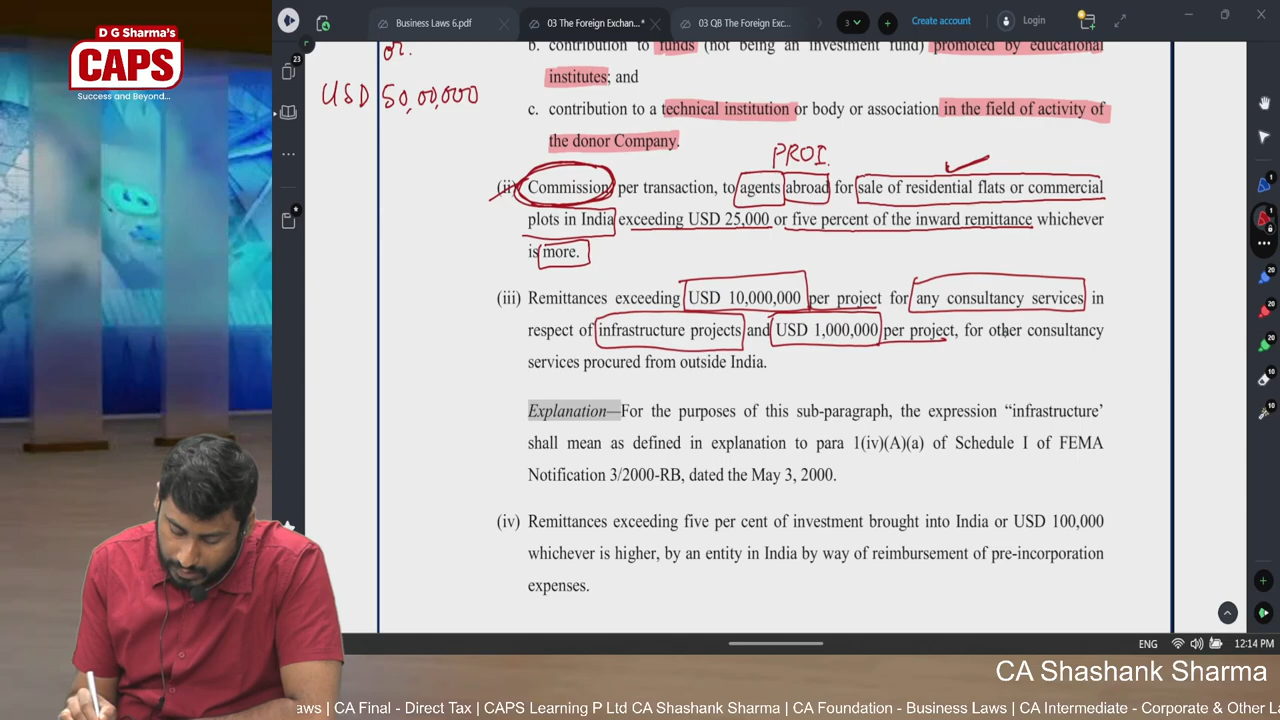 D G Sharma's
CAPS
Success and Beyond...
Business Laws 6.pdf
03 The Foreign Exchan...*
03 QB The Foreign Exc...
3
Create account
Login
or.
USD 50,00,000
23
b. contribution to funds (not being an investment fund) promoted by educational
institutes; and
c. contribution to a technical institution or body or association in the field of activity of
the donor Company.
PROI.
(ii) Commission, per transaction, to agents abroad for sale of residential flats or commercial
plots in India exceeding USD 25,000 or five percent of the inward remittance whichever
is more.
(iii) Remittances exceeding USD 10,000,000 per project for any consultancy services in
respect of infrastructure projects and USD 1,000,000 per project, for other consultancy
services procured from outside India.
Explanation—For the purposes of this sub-paragraph, the expression “infrastructure’
shall mean as defined in explanation to para 1(iv)(A)(a) of Schedule I of FEMA
Notification 3/2000-RB, dated the May 3, 2000.
(iv) Remittances exceeding five per cent of investment brought into India or USD 100,000
whichever is higher, by an entity in India by way of reimbursement of pre-incorporation
expenses.
20
20
20
10
10
ENG
12:14 PM
CA Shashank Sharma
aws | CA Final - Direct Tax | CAPS Learning P Ltd CA Shashank Sharma | CA Foundation - Business Laws | CA Intermediate - Corporate & Other La